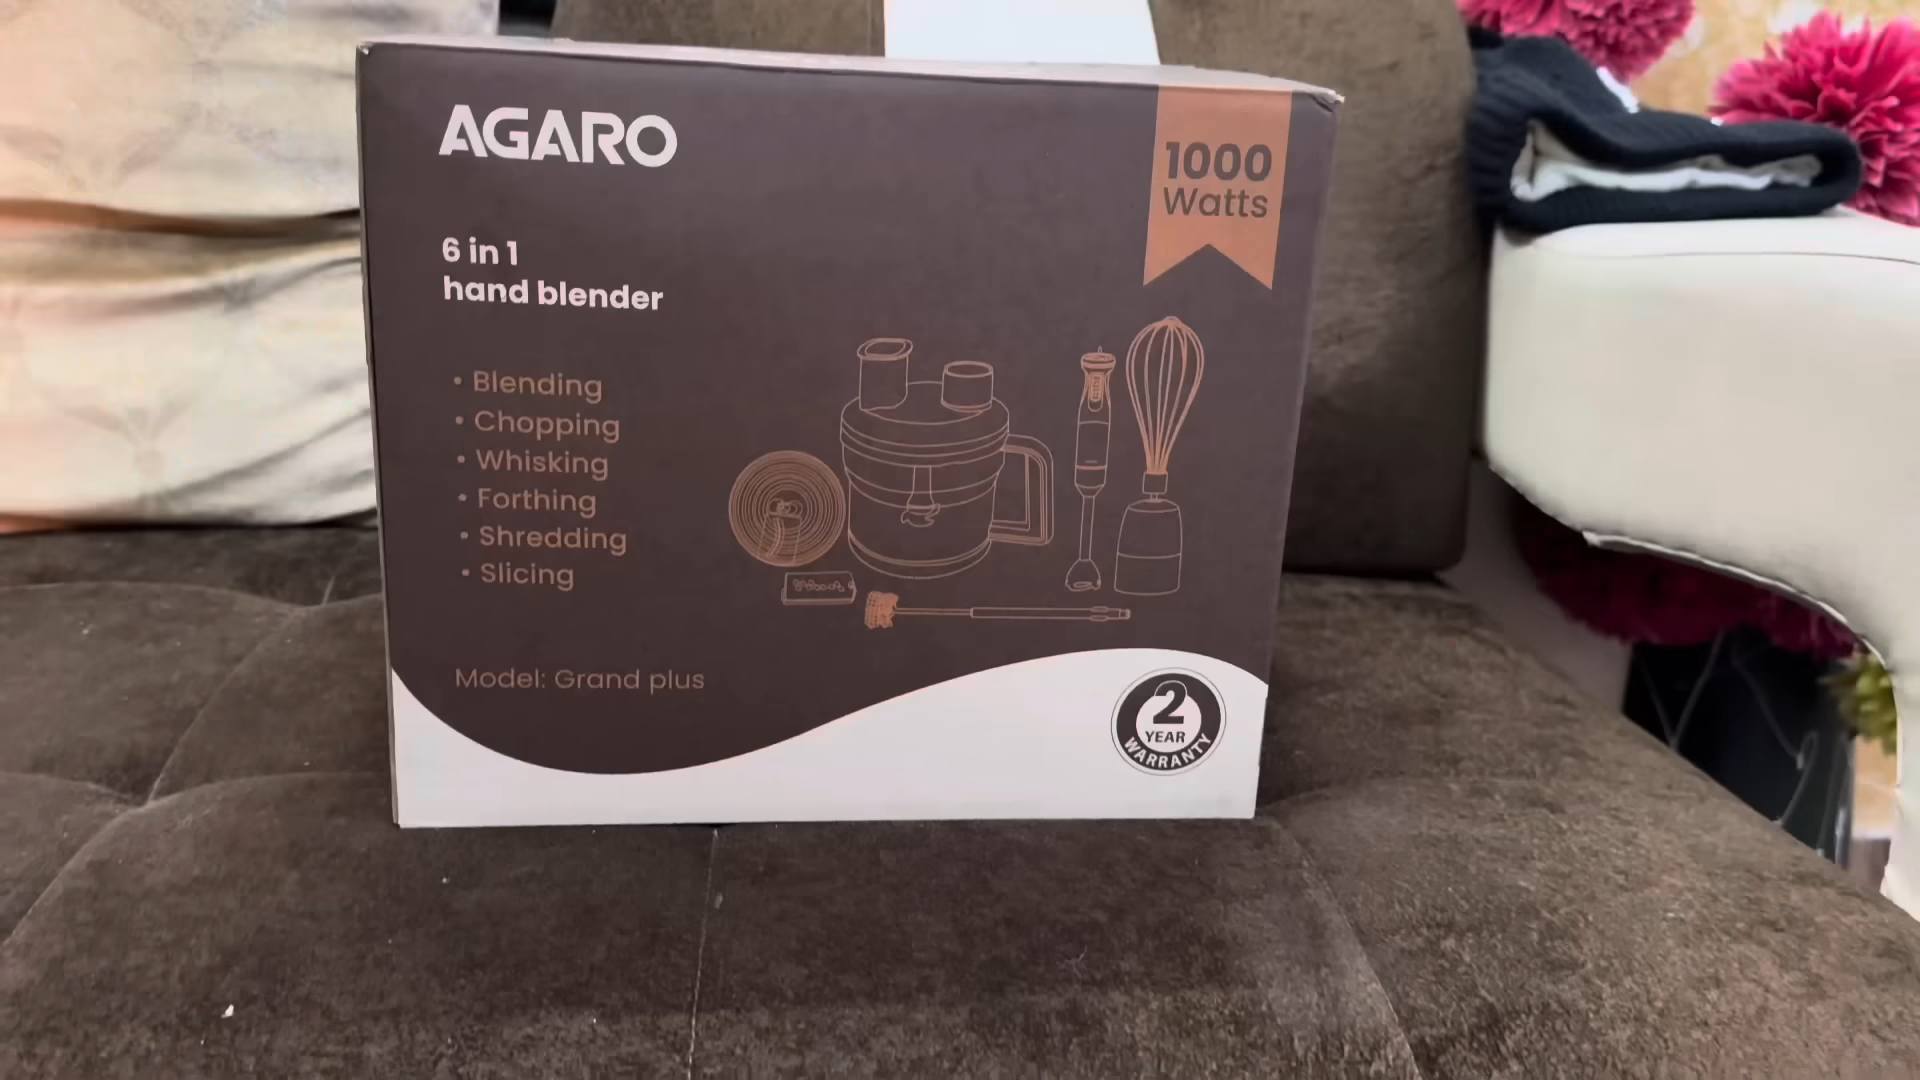 AGARO
1000
Watts
6 in 1
hand blender
• Blending
• Chopping
• Whisking
• Forthing
• Shredding
• Slicing
Model: Grand plus
2
YEAR
WARRANTY